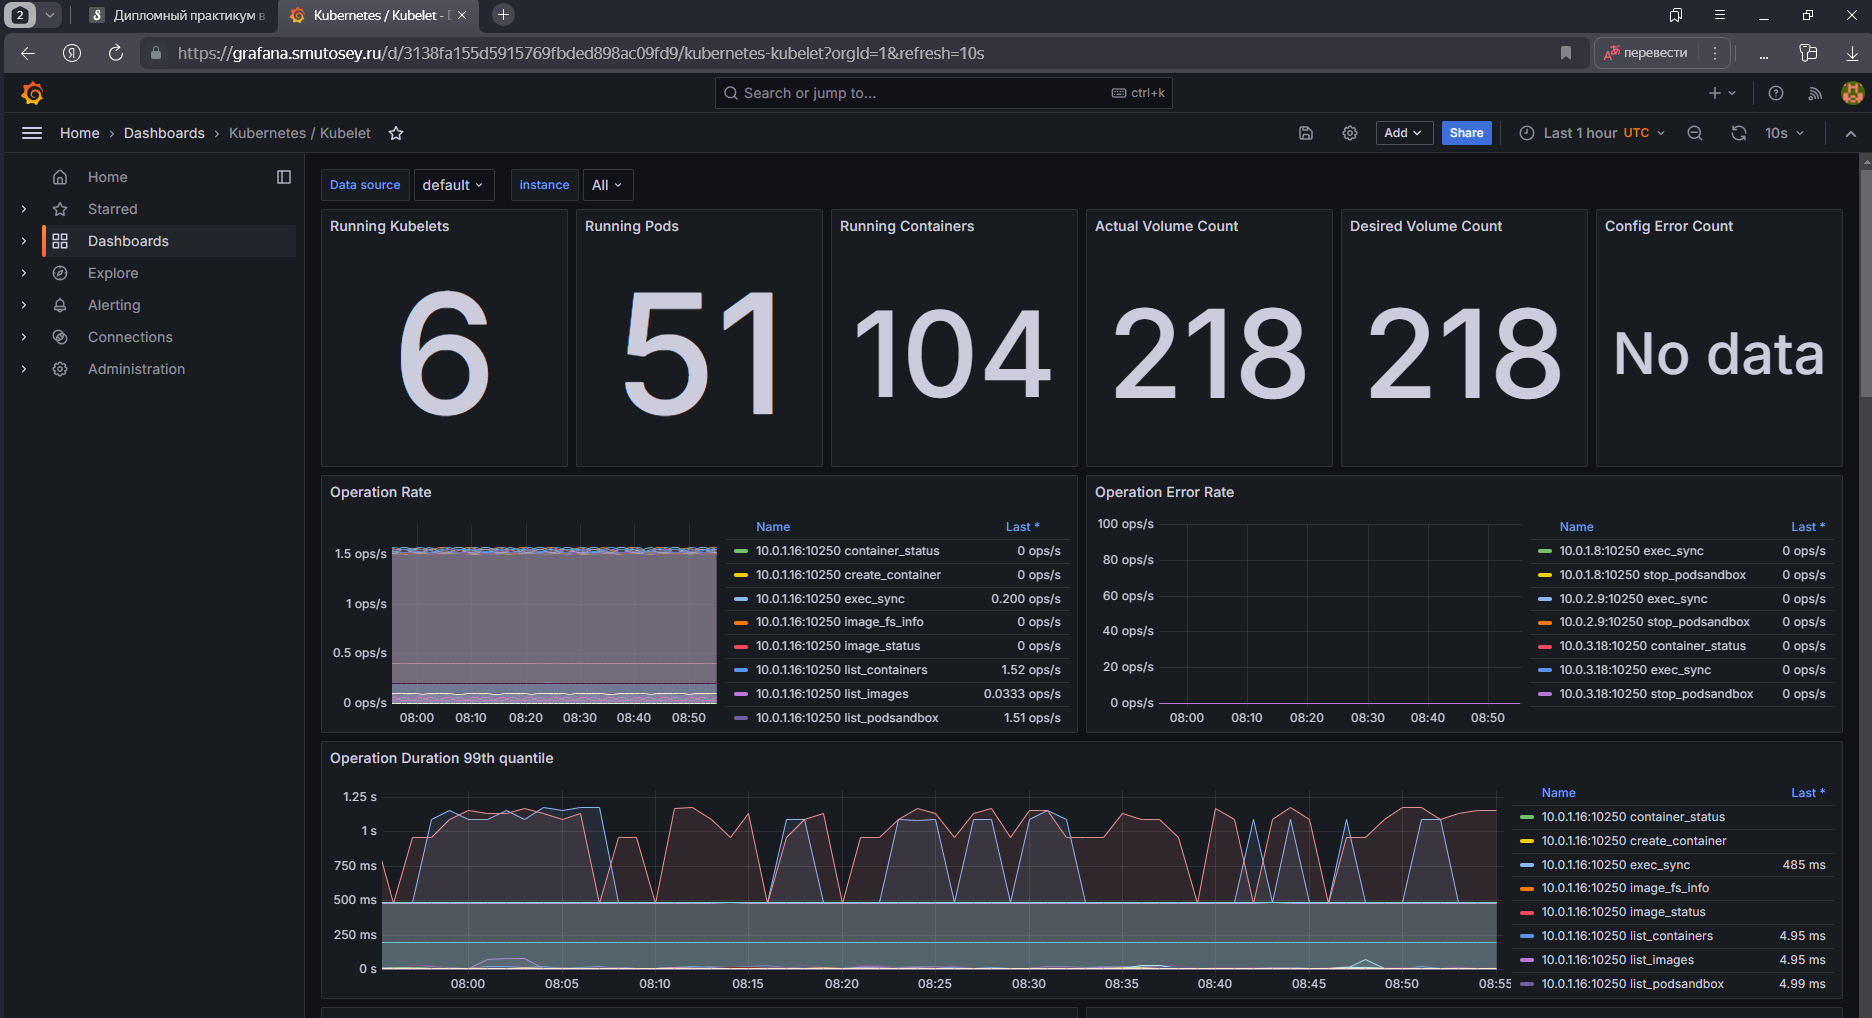 2
Дипломный практикум в
Kubernetes / Kubelet - D
https://grafana.smutosey.ru/d/3138fa155d5915769fbded898ac09fd9/kubernetes-kubelet?orgId=1&refresh=10s
перевести
Search or jump to...
ctrl+k
Home › Dashboards › Kubernetes / Kubelet
Add
Share
Last 1 hour UTC
10s
Home
Starred
Dashboards
Explore
Alerting
Connections
Administration
Data source
default
instance
All
Running Kubelets
6
Running Pods
51
Running Containers
104
Actual Volume Count
218
Desired Volume Count
218
Config Error Count
No data
Operation Rate
1.5 ops/s
1 ops/s
0.5 ops/s
0 ops/s
08:00 08:10 08:20 08:30 08:40 08:50
Name Last *
10.0.1.16:10250 container_status 0 ops/s
10.0.1.16:10250 create_container 0 ops/s
10.0.1.16:10250 exec_sync 0.200 ops/s
10.0.1.16:10250 image_fs_info 0 ops/s
10.0.1.16:10250 image_status 0 ops/s
10.0.1.16:10250 list_containers 1.52 ops/s
10.0.1.16:10250 list_images 0.0333 ops/s
10.0.1.16:10250 list_podsandbox 1.51 ops/s
Operation Error Rate
100 ops/s
80 ops/s
60 ops/s
40 ops/s
20 ops/s
0 ops/s
08:00 08:10 08:20 08:30 08:40 08:50
Name Last *
10.0.1.8:10250 exec_sync 0 ops/s
10.0.1.8:10250 stop_podsandbox 0 ops/s
10.0.2.9:10250 exec_sync 0 ops/s
10.0.2.9:10250 stop_podsandbox 0 ops/s
10.0.3.18:10250 container_status 0 ops/s
10.0.3.18:10250 exec_sync 0 ops/s
10.0.3.18:10250 stop_podsandbox 0 ops/s
Operation Duration 99th quantile
1.25 s
1 s
750 ms
500 ms
250 ms
0 s
08:00 08:05 08:10 08:15 08:20 08:25 08:30 08:35 08:40 08:45 08:50 08:55
Name Last *
10.0.1.16:10250 container_status
10.0.1.16:10250 create_container
10.0.1.16:10250 exec_sync 485 ms
10.0.1.16:10250 image_fs_info
10.0.1.16:10250 image_status
10.0.1.16:10250 list_containers 4.95 ms
10.0.1.16:10250 list_images 4.95 ms
10.0.1.16:10250 list_podsandbox 4.99 ms